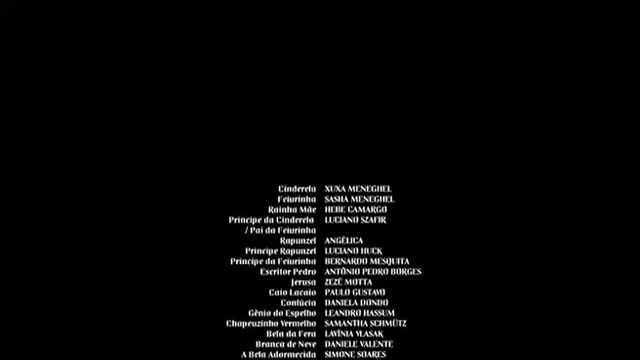 Cinderela XUXA MENEGHEL
Feiurinha SASHA MENEGHEL
Rainha Mãe HEBE CAMARGO
Príncipe da Cinderela LUCIANO SZAFIR
/ Pai da Feiurinha
Rapunzel ANGÉLICA
Príncipe Rapunzel LUCIANO HUCK
Príncipe da Feiurinha BERNARDO MESQUITA
Escritor Pedro ANTÔNIO PEDRO BORGES
Jerusa ZEZÉ MOTTA
Caio Lacaio PAULO GUSTAVO
Confúcia DANIELA DONDO
Gênio do Espelho LEANDRO HASSUM
Chapeuzinho Vermelho SAMANTHA SCHMÜTZ
Bela da Fera LAVÍNIA VLASAK
Branca de Neve DANIELE VALENTE
A Bela Adormecida SIMONE SOARES